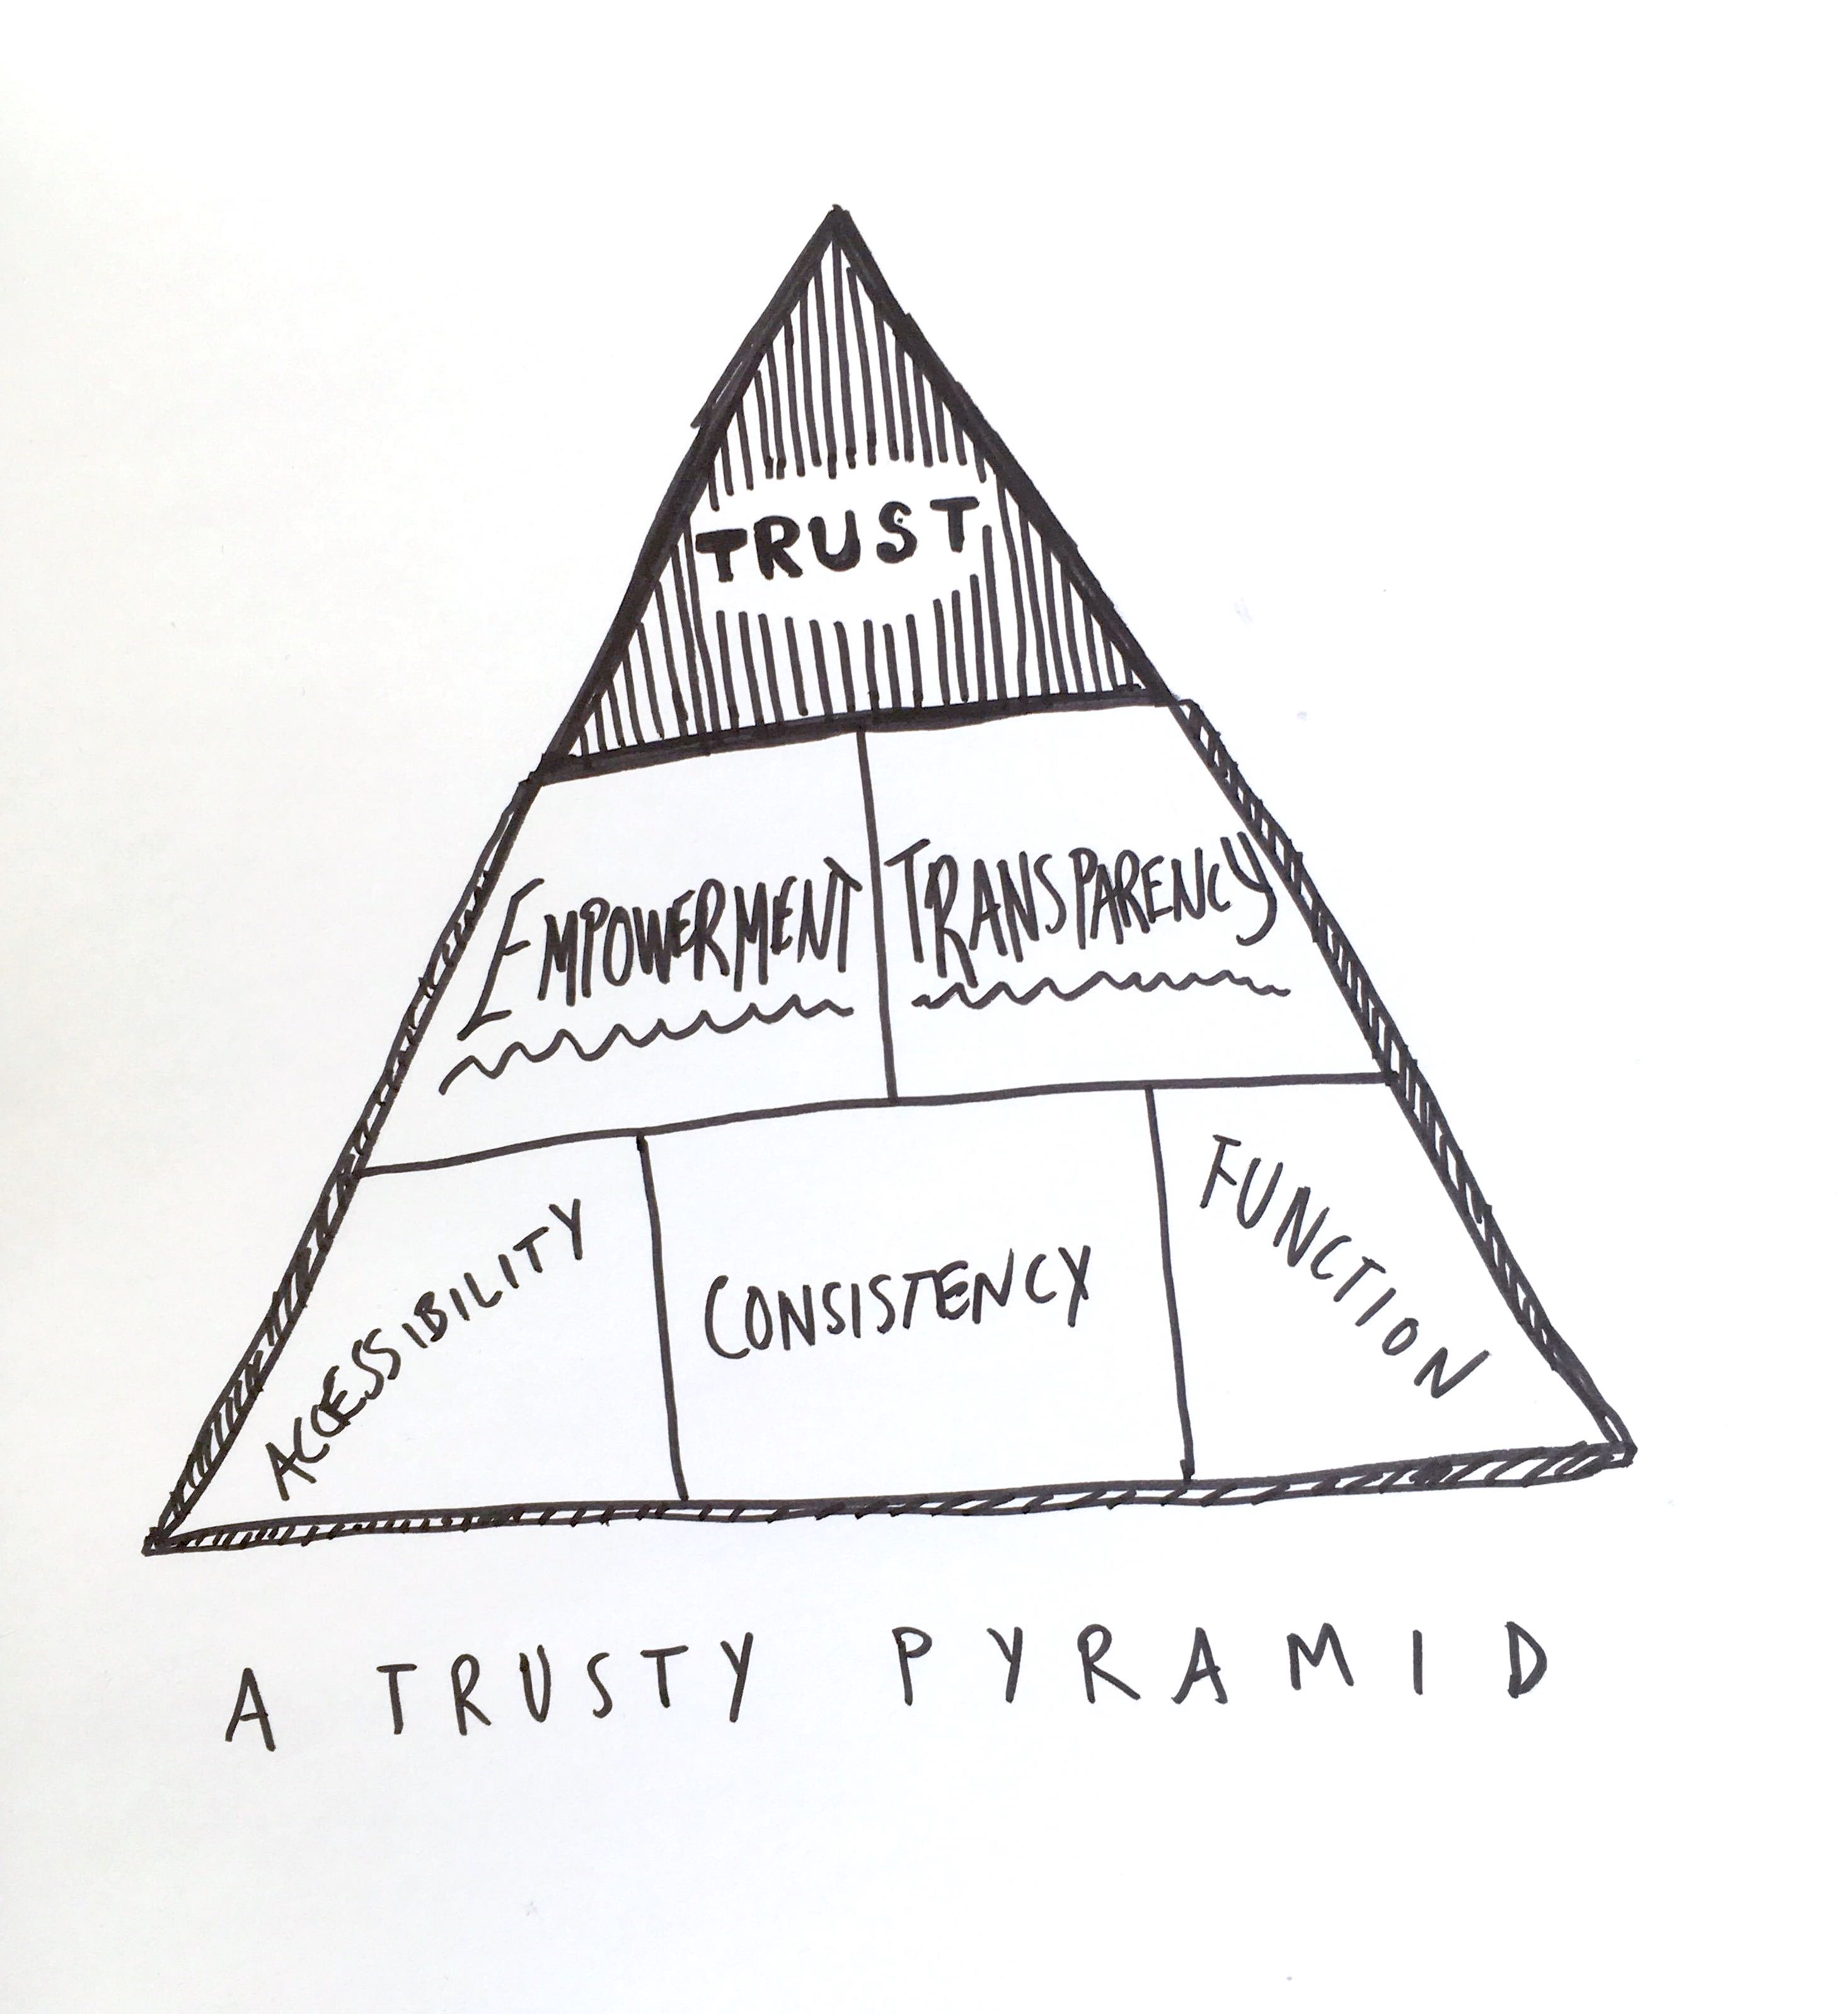 TRUST
EMPOWERMENT TRANSPARENCY
ACCESSIBILITY CONSISTENCY FUNCTION
A TRUSTY PYRAMID